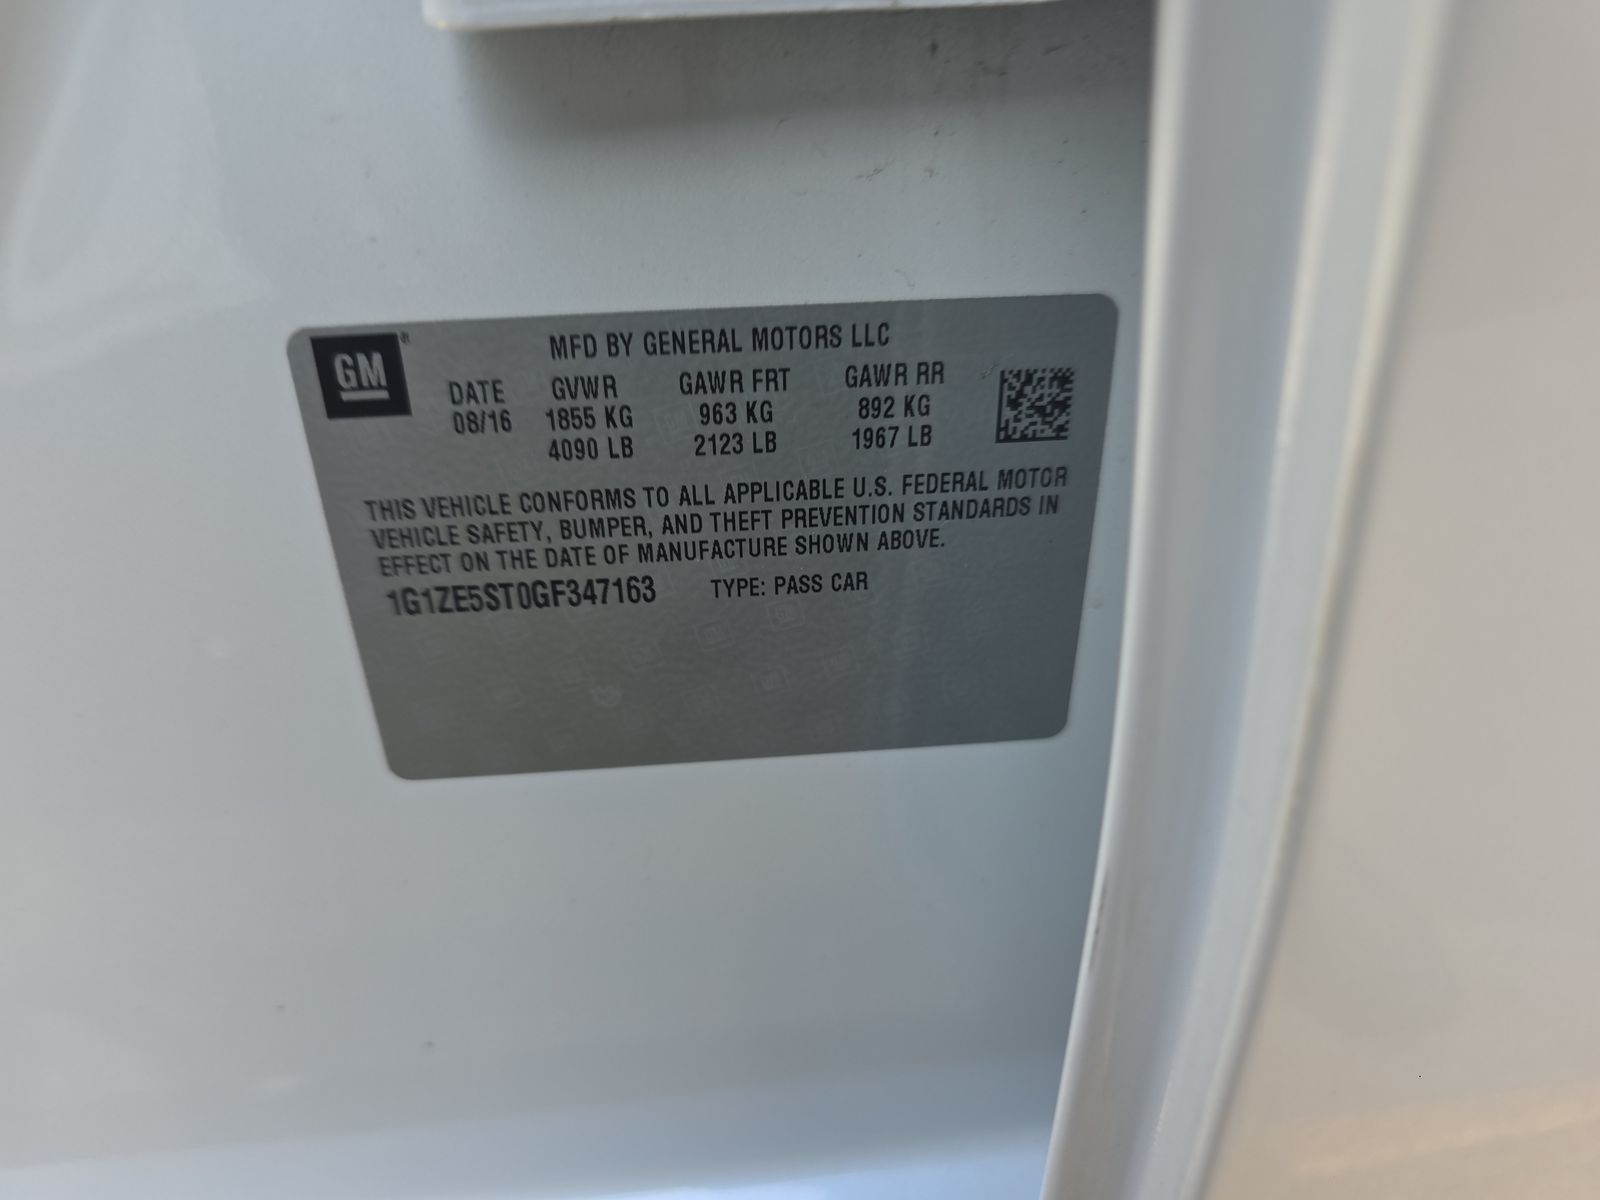 GM®
MFD BY GENERAL MOTORS LLC
DATE GVWR GAWR FRT GAWR RR
08/16 1855 KG 963 KG 892 KG
4090 LB 2123 LB 1967 LB
THIS VEHICLE CONFORMS TO ALL APPLICABLE U.S. FEDERAL MOTOR
VEHICLE SAFETY, BUMPER, AND THEFT PREVENTION STANDARDS IN
EFFECT ON THE DATE OF MANUFACTURE SHOWN ABOVE.
1G1ZE5ST0GF347163 TYPE: PASS CAR